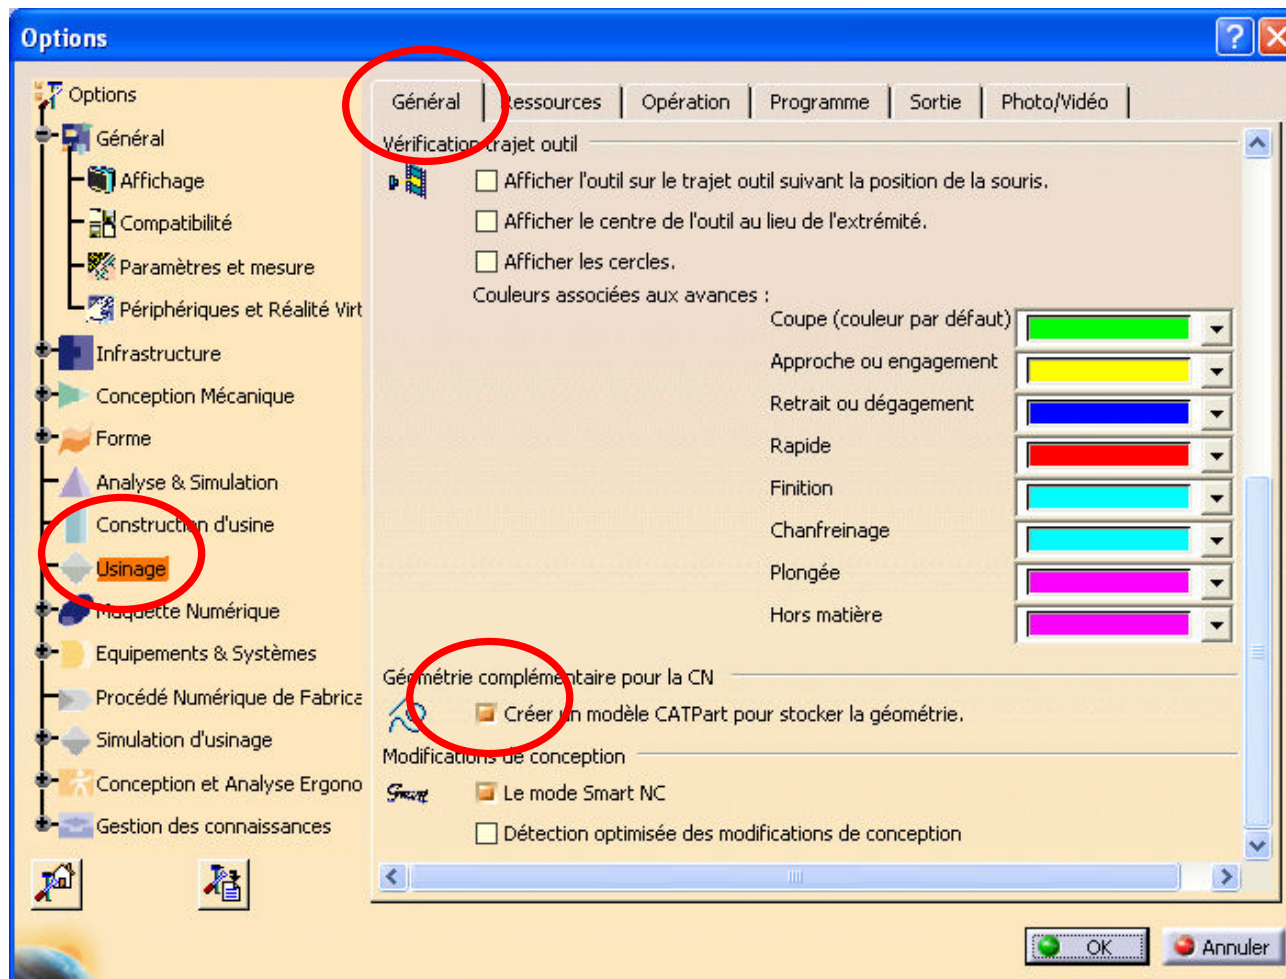 Options
Options
Général
Affichage
Compatibilité
Paramètres et mesure
Périphériques et Réalité Virt
Infrastructure
Conception Mécanique
Forme
Analyse & Simulation
Construction d'usine
Usinage
Maquette Numérique
Equipements & Systèmes
Procédé Numérique de Fabrica
Simulation d'usinage
Conception et Analyse Ergono
Gestion des connaissances
Général Ressources Opération Programme Sortie Photo/Vidéo
Vérification trajet outil
Afficher l'outil sur le trajet outil suivant la position de la souris.
Afficher le centre de l'outil au lieu de l'extrémité.
Afficher les cercles.
Couleurs associées aux avances :
Coupe (couleur par défaut)
Approche ou engagement
Retrait ou dégagement
Rapide
Finition
Chanfreinage
Plongée
Hors matière
Géométrie complémentaire pour la CN
Créer un modèle CATPart pour stocker la géométrie.
Modifications de conception
Smart Le mode Smart NC
Détection optimisée des modifications de conception
OK Annuler